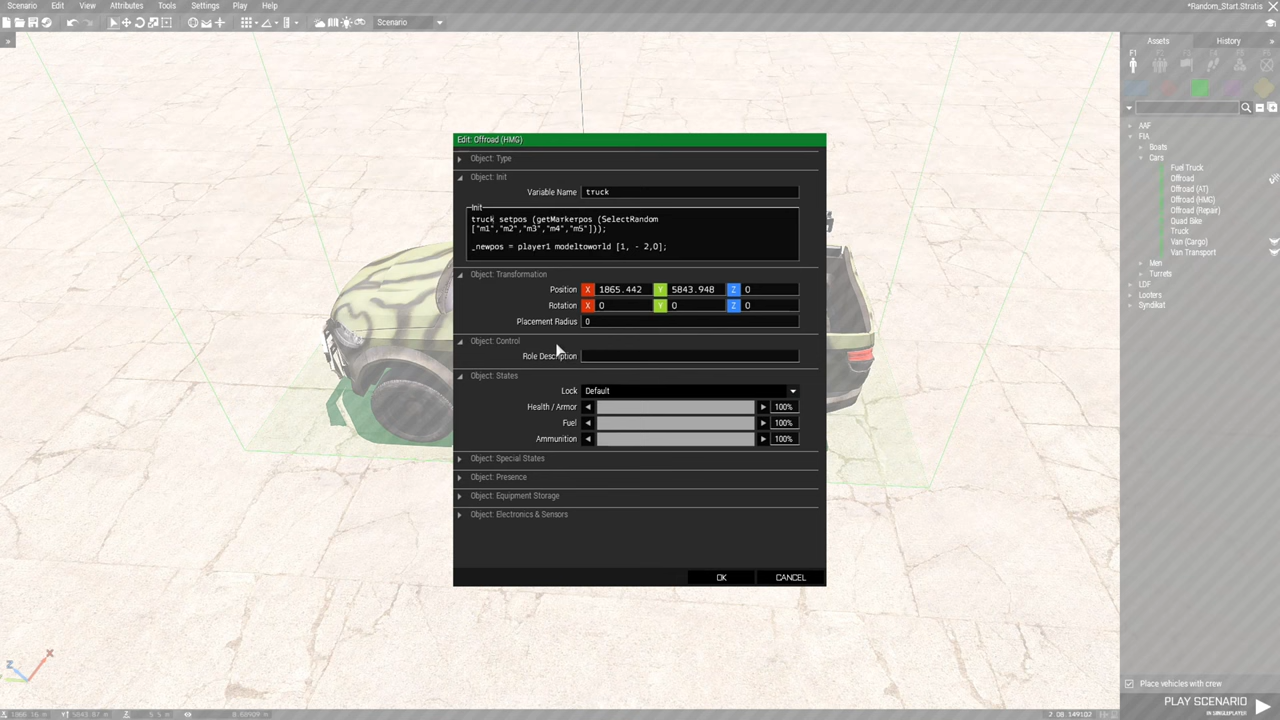 Scenario Edit View Attributes Tools Settings Play Help
*Random_Start.Stratis
Scenario
Assets History
F1
AAF
FIA
Boats
Cars
Fuel Truck
Offroad
Offroad (AT)
Offroad (HMG)
Offroad (Repair)
Quad Bike
Truck
Van (Cargo)
Van Transport
Men
Turrets
LDF
Looters
Syndikat
Edit: Offroad (HMG)
Object: Type
Object: Init
Variable Name truck
Init
truck setpos (getMarkerpos (SelectRandom
["m1","m2","m3","m4","m5"]));
_newpos = player1 modeltoworld [1, - 2,0];
Object: Transformation
Position X 1865.442 Y 5843.948 Z 0
Rotation X 0 Y 0 Z 0
Placement Radius 0
Object: Control
Role Description
Object: States
Lock Default
Health / Armor 100%
Fuel 100%
Ammunition 100%
Object: Special States
Object: Presence
Object: Equipment Storage
Object: Electronics & Sensors
OK CANCEL
Place vehicles with crew
PLAY SCENARIO
IN SINGLEPLAYER
Z X